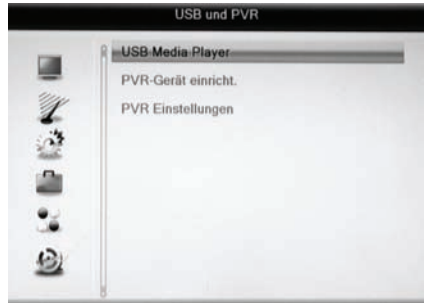 USB und PVR
USB Media Player
PVR-Gerät einricht.
PVR Einstellungen